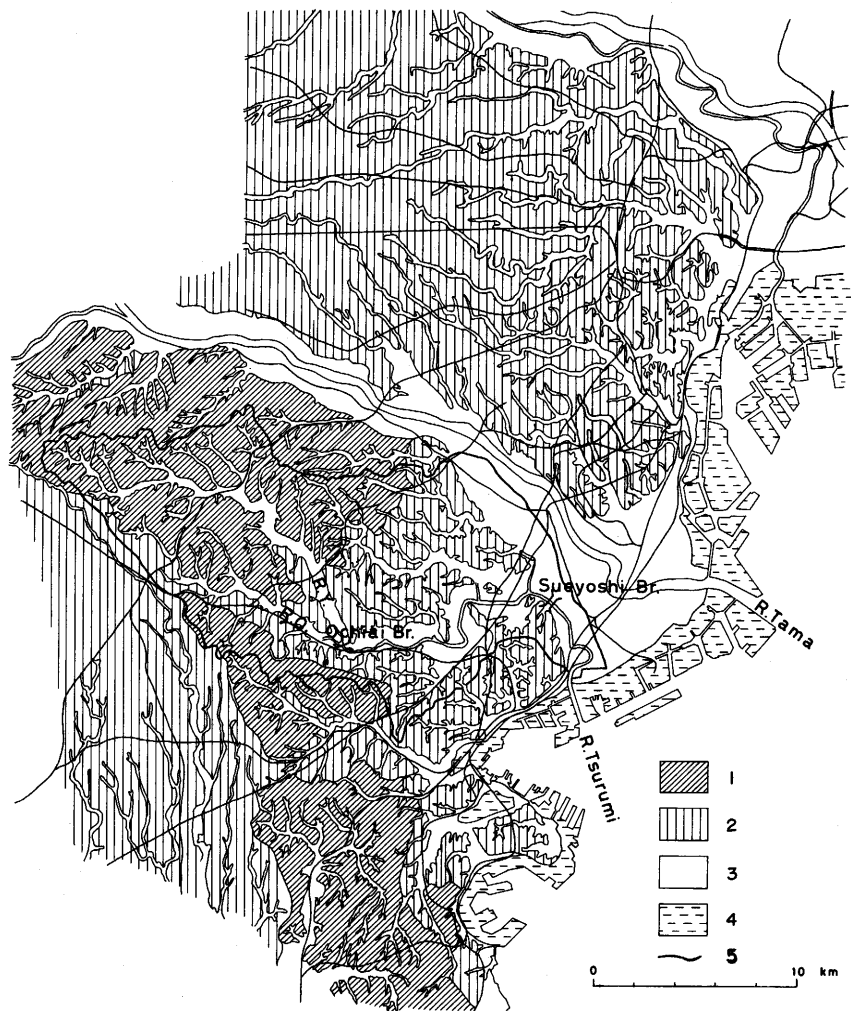 Sueyoshi Br.
R.T.
R.O.
Ochiai Br.
R.Tama
R.Tsurumi
1
2
3
4
5
0 10 km